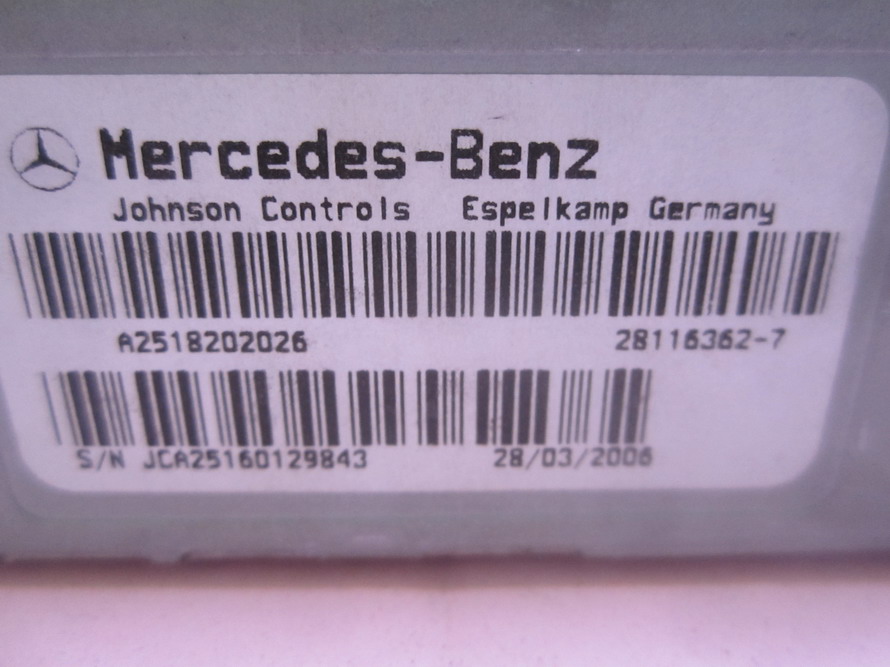 Mercedes-Benz
Johnson Controls Espelkamp Germany
A2518202026 28116362-7
S/N JCA25160129843 28/03/2006